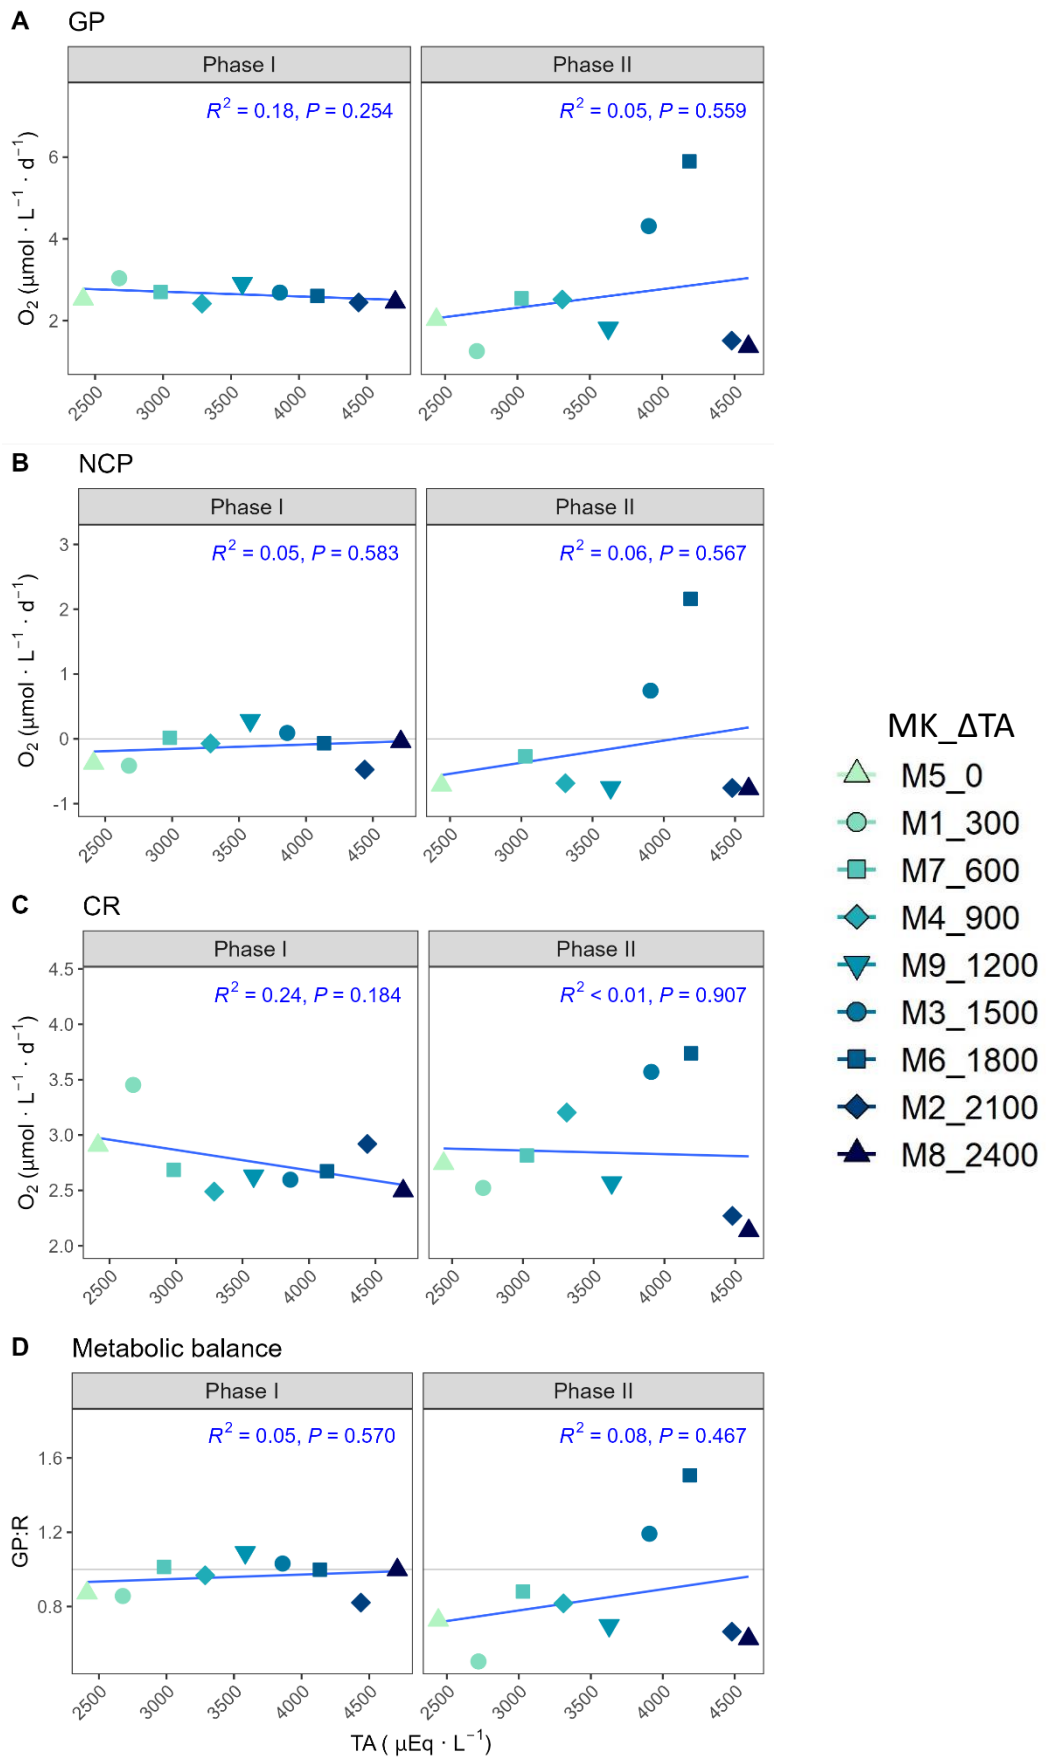 A GP
Phase I
Phase II
R² = 0.18, P = 0.254
R² = 0.05, P = 0.559
O₂ (μmol · L⁻¹ · d⁻¹)
6
4
2
2500
3000
3500
4000
4500
2500
3000
3500
4000
4500
B NCP
Phase I
Phase II
R² = 0.05, P = 0.583
R² = 0.06, P = 0.567
O₂ (μmol · L⁻¹ · d⁻¹)
3
2
1
0
-1
2500
3000
3500
4000
4500
2500
3000
3500
4000
4500
C CR
Phase I
Phase II
R² = 0.24, P = 0.184
R² < 0.01, P = 0.907
O₂ (μmol · L⁻¹ · d⁻¹)
4.5
4.0
3.5
3.0
2.5
2.0
2500
3000
3500
4000
4500
2500
3000
3500
4000
4500
D Metabolic balance
Phase I
Phase II
R² = 0.05, P = 0.570
R² = 0.08, P = 0.467
GP:R
1.6
1.2
0.8
2500
3000
3500
4000
4500
2500
3000
3500
4000
4500
TA ( μEq · L⁻¹)
MK_ΔTA
M5_0
M1_300
M7_600
M4_900
M9_1200
M3_1500
M6_1800
M2_2100
M8_2400